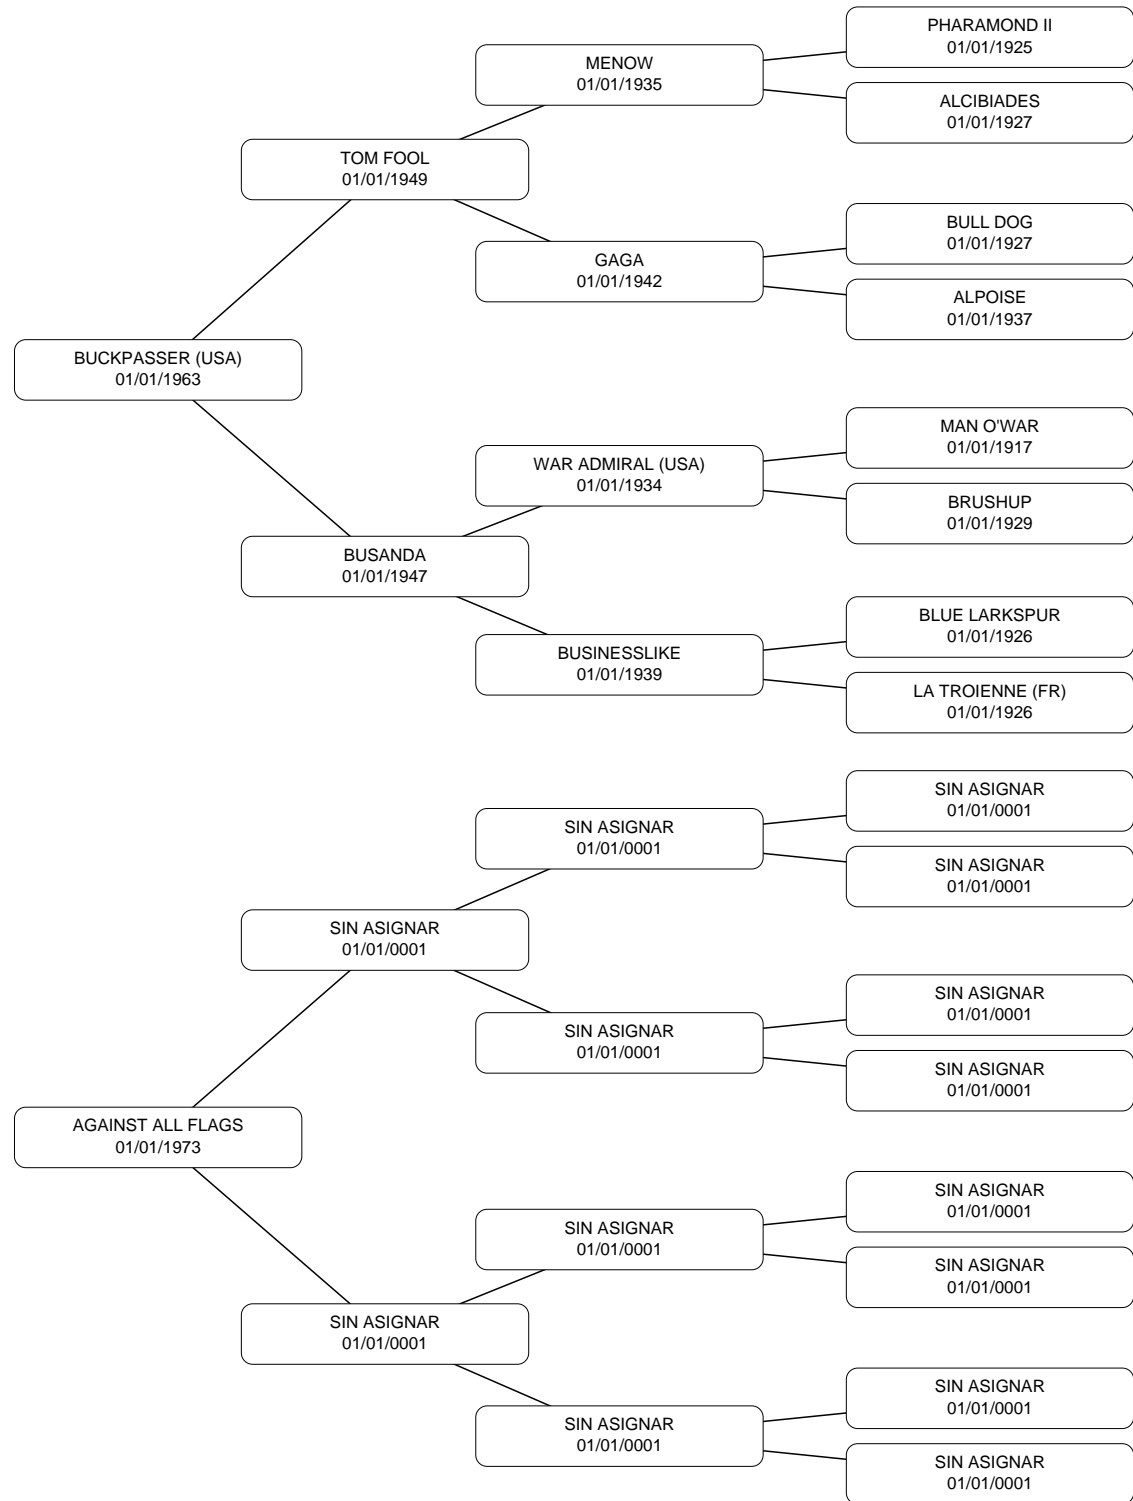 PHARAMOND II
01/01/1925
MENOW
01/01/1935
ALCIBIADES
01/01/1927
TOM FOOL
01/01/1949
BULL DOG
01/01/1927
GAGA
01/01/1942
ALPOISE
01/01/1937
BUCKPASSER (USA)
01/01/1963
MAN O'WAR
01/01/1917
WAR ADMIRAL (USA)
01/01/1934
BRUSHUP
01/01/1929
BUSANDA
01/01/1947
BLUE LARKSPUR
01/01/1926
BUSINESSLIKE
01/01/1939
LA TROIENNE (FR)
01/01/1926
SIN ASIGNAR
01/01/0001
SIN ASIGNAR
01/01/0001
SIN ASIGNAR
01/01/0001
SIN ASIGNAR
01/01/0001
SIN ASIGNAR
01/01/0001
SIN ASIGNAR
01/01/0001
SIN ASIGNAR
01/01/0001
AGAINST ALL FLAGS
01/01/1973
SIN ASIGNAR
01/01/0001
SIN ASIGNAR
01/01/0001
SIN ASIGNAR
01/01/0001
SIN ASIGNAR
01/01/0001
SIN ASIGNAR
01/01/0001
SIN ASIGNAR
01/01/0001
SIN ASIGNAR
01/01/0001